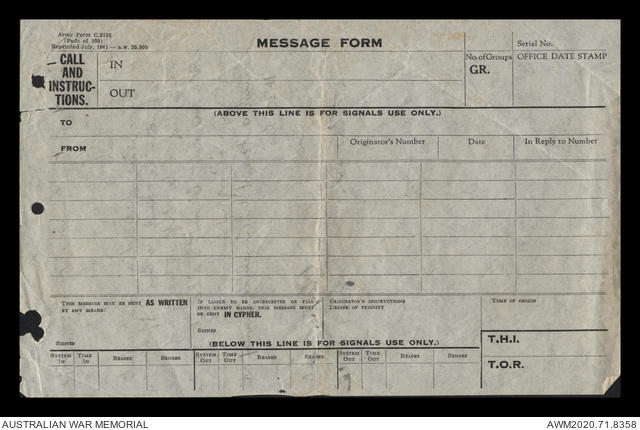 Army Form C.2128
(Pads of 100)
Reprinted July, 1941 — a.w. 25,000
MESSAGE FORM
Serial No.
CALL AND INSTRUC-TIONS.
IN
OUT
No. of Groups
GR.
OFFICE DATE STAMP
(ABOVE THIS LINE IS FOR SIGNALS USE ONLY.)
TO
FROM
Originator's Number
Date
In Reply to Number
THIS MESSAGE MAY BE SENT AS WRITTEN
BY ANY MEANS.
SIGNED
IF LIABLE TO BE INTERCEPTED OR FALL
INTO ENEMY HANDS, THIS MESSAGE MUST
BE SENT IN CYPHER.
SIGNED
ORIGINATOR'S INSTRUCTIONS
DEGREE OF PRIORITY
TIME OF ORIGIN
(BELOW THIS LINE IS FOR SIGNALS USE ONLY.)
T.H.I.
T.O.R.
SYSTEM IN
TIME IN
READER
SENDER
SYSTEM OUT
TIME OUT
READER
SENDER
SYSTEM OUT
TIME OUT
READER
SENDER
AUSTRALIAN WAR MEMORIAL
AWM2020.71.8358